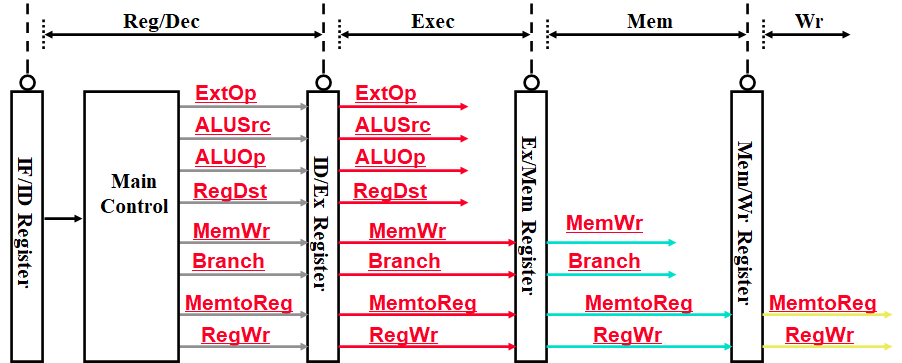 Reg/Dec
Exec
Mem
Wr
IF/ID Register
Main
Control
ExtOp
ALUSrc
ALUOp
RegDst
MemWr
Branch
MemtoReg
RegWr
ID/Ex Register
ExtOp
ALUSrc
ALUOp
RegDst
MemWr
Branch
MemtoReg
RegWr
Ex/Mem Register
MemWr
Branch
MemtoReg
RegWr
Mem/Wr Register
MemtoReg
RegWr